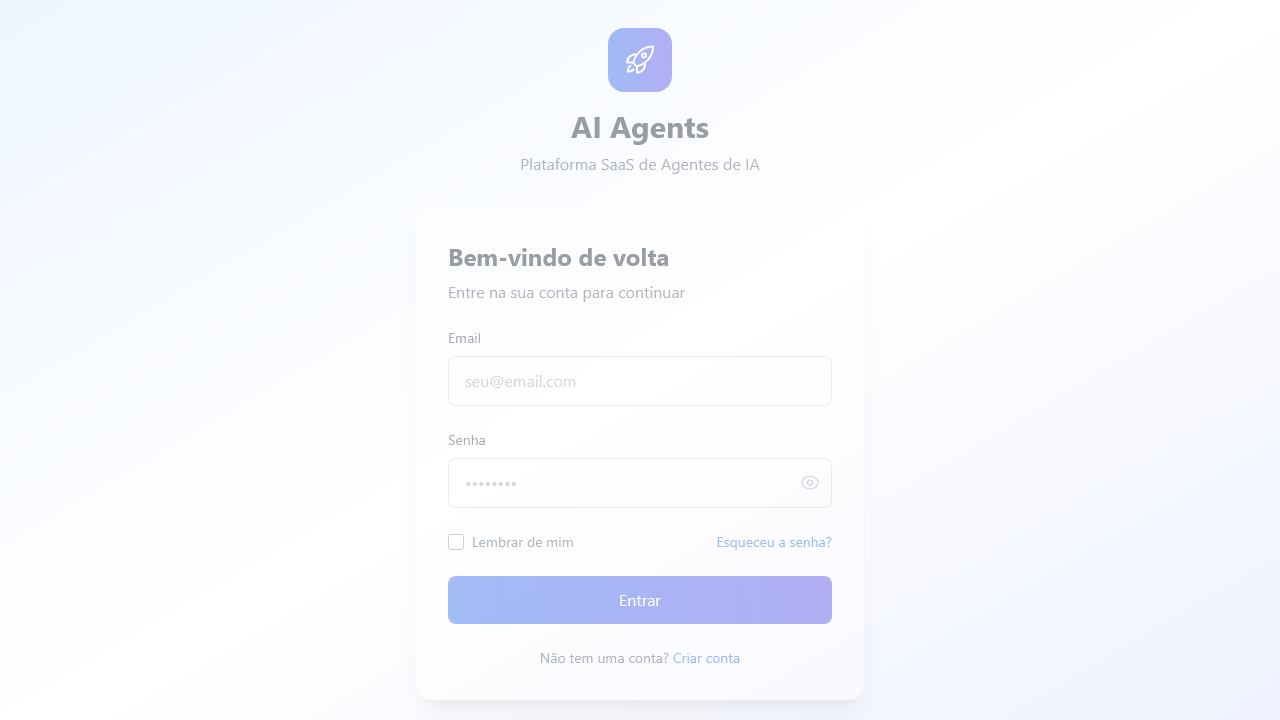 AI Agents
Plataforma SaaS de Agentes de IA
Bem-vindo de volta
Entre na sua conta para continuar
Email
seu@email.com
Senha
••••••••
Lembrar de mim
Esqueceu a senha?
Entrar
Não tem uma conta? Criar conta